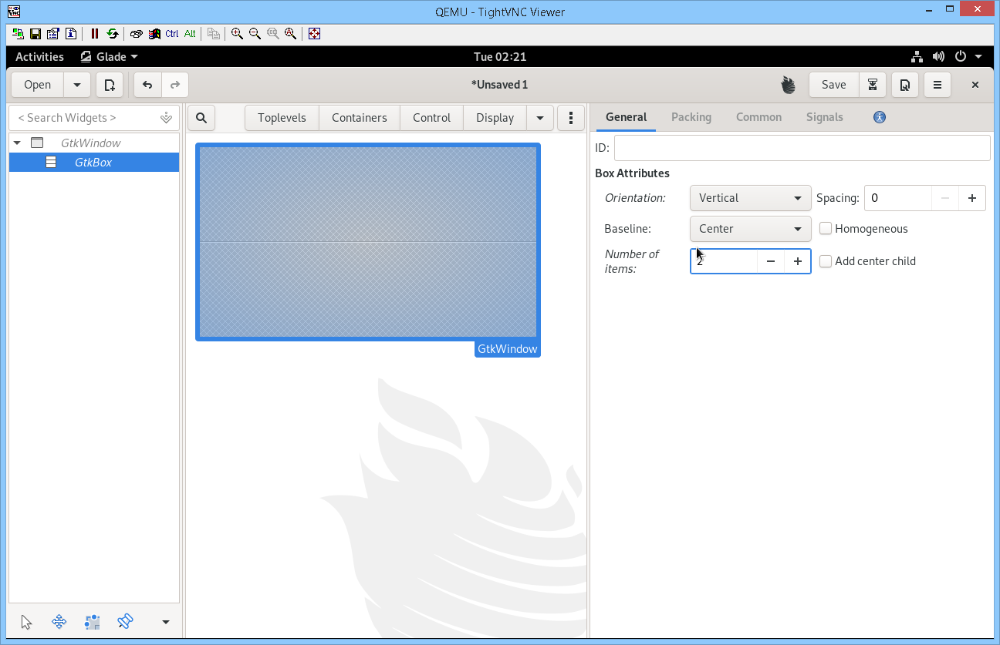 QEMU - TightVNC Viewer
Ctrl Alt
Activities Glade Tue 02:21
Open *Unsaved 1 Save
< Search Widgets > Toplevels Containers Control Display General Packing Common Signals
GtkWindow
GtkBox
ID:
Box Attributes
Orientation: Vertical Spacing: 0
Baseline: Center Homogeneous
Number of items: 2 Add center child
GtkWindow